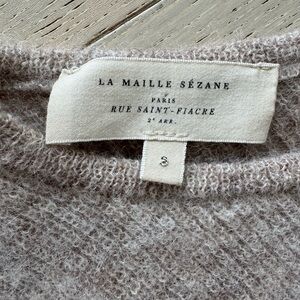 LA MAILLE SÉZANE
PARIS
RUE SAINT-FIACRE
2e ARR.
S